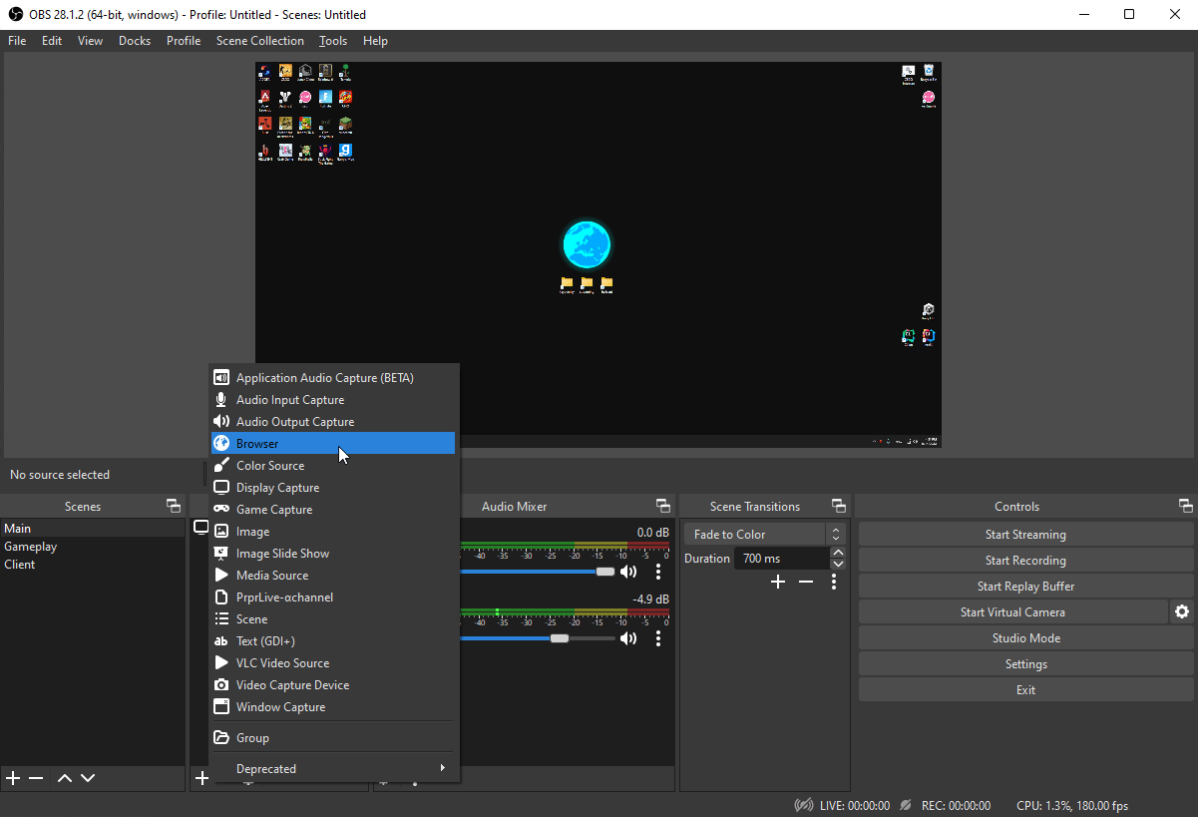 OBS 28.1.2 (64-bit, windows) - Profile: Untitled - Scenes: Untitled
File Edit View Docks Profile Scene Collection Tools Help
No source selected
Scenes
Main
Gameplay
Client
Application Audio Capture (BETA)
Audio Input Capture
Audio Output Capture
Browser
Color Source
Display Capture
Game Capture
Image
Image Slide Show
Media Source
PrprLive-αchannel
Scene
ab Text (GDI+)
VLC Video Source
Video Capture Device
Window Capture
Group
Deprecated
Audio Mixer
0.0 dB
-40 -35 -30 -25 -20 -15 -10 -5 0
-4.9 dB
-40 -35 -30 -25 -20 -15 -10 -5 0
Scene Transitions
Fade to Color
Duration 700 ms
Controls
Start Streaming
Start Recording
Start Replay Buffer
Start Virtual Camera
Studio Mode
Settings
Exit
LIVE: 00:00:00 REC: 00:00:00 CPU: 1.3%, 180.00 fps